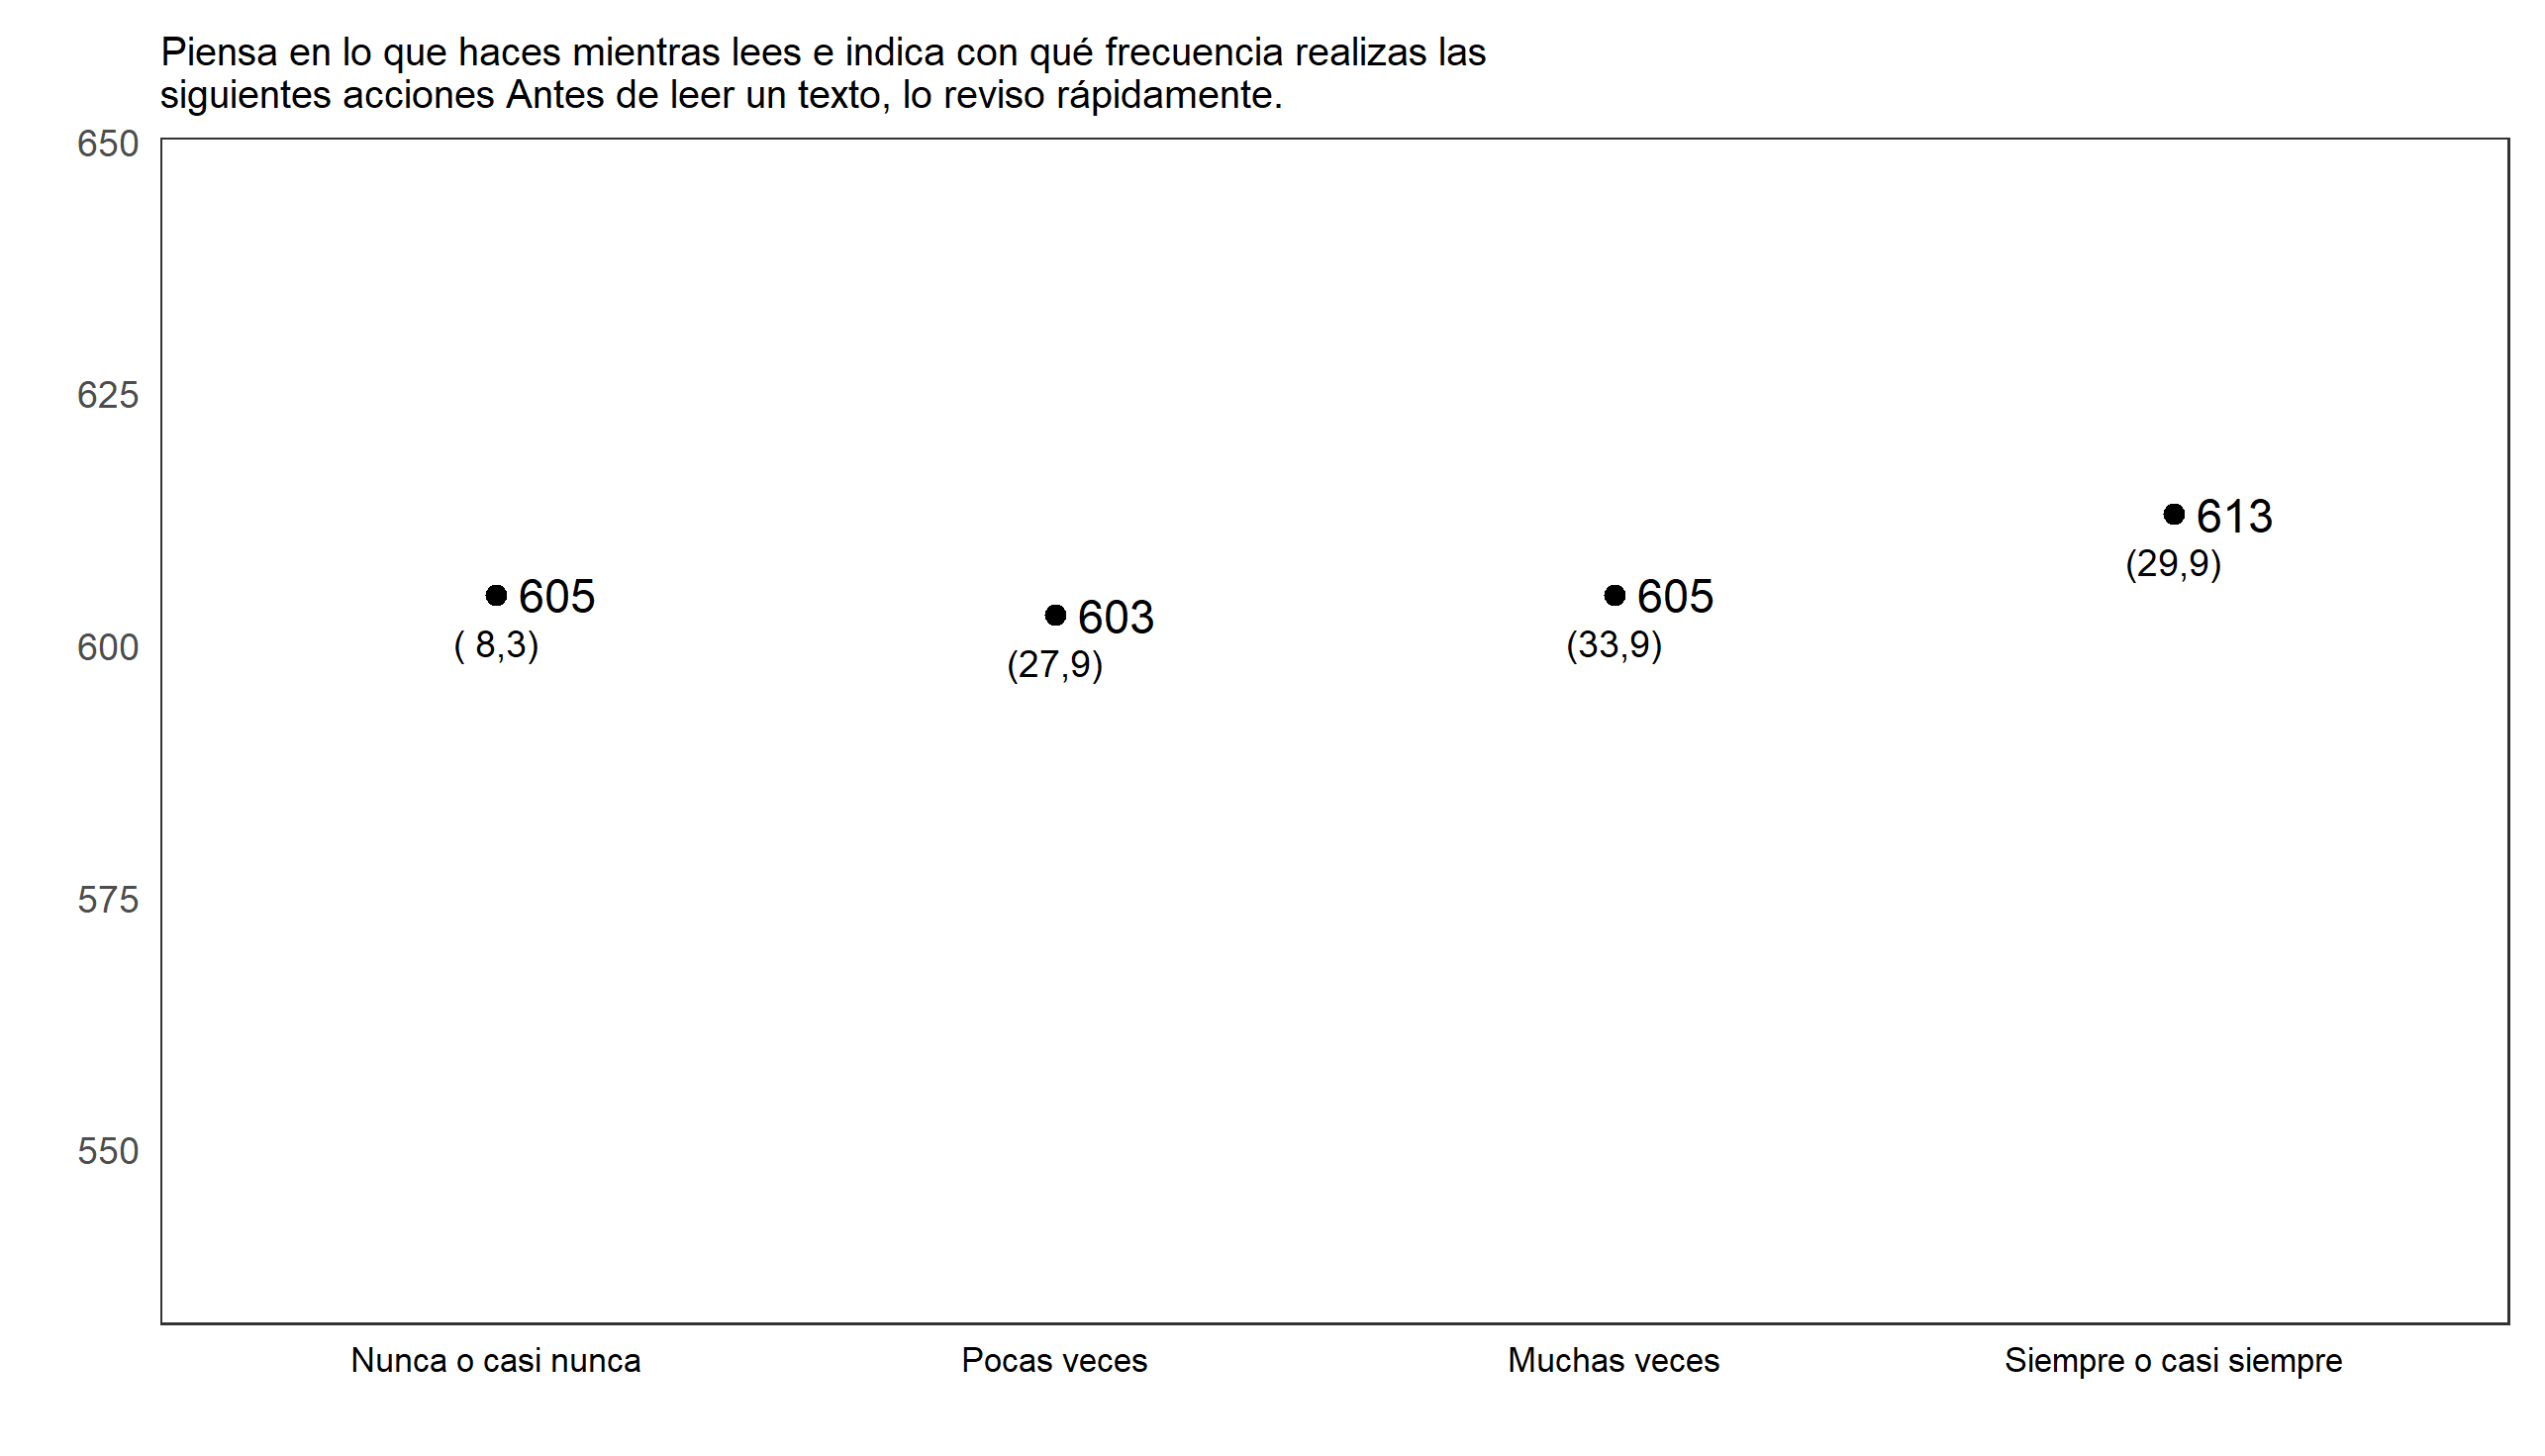 Piensa en lo que haces mientras lees e indica con qué frecuencia realizas las
siguientes acciones Antes de leer un texto, lo reviso rápidamente.
650
625
600
575
550
605
( 8,3)
603
(27,9)
605
(33,9)
613
(29,9)
Nunca o casi nunca
Pocas veces
Muchas veces
Siempre o casi siempre